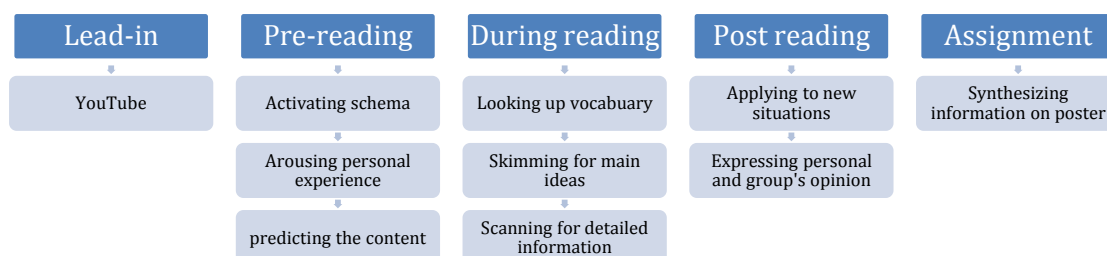 Lead-in
YouTube
Pre-reading
Activating schema
Arousing personal
experience
predicting the content
During reading
Looking up vocabuary
Skimming for main
ideas
Scanning for detailed
information
Post reading
Applying to new
situations
Expressing personal
and group's opinion
Assignment
Synthesizing
information on poster